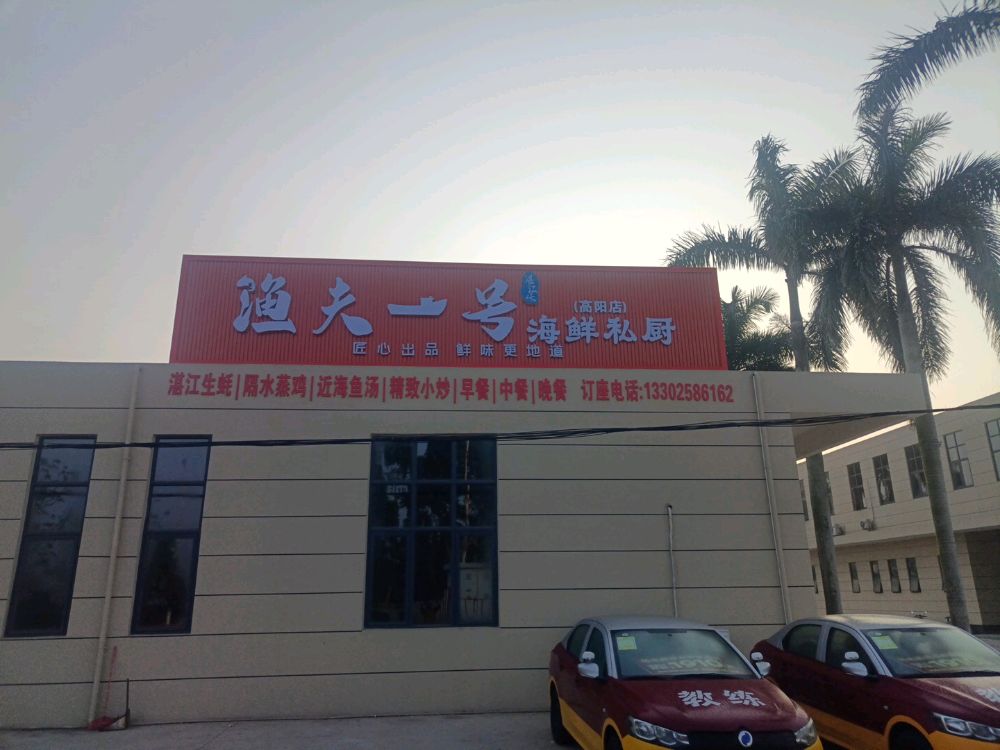 渔夫一号
(高阳店)
海鲜私厨
匠心出品 鲜味更地道
湛江生蚝|隔水蒸鸡|近海鱼汤|精致小炒|早餐|中餐|晚餐 订座电话:13302586162
教练